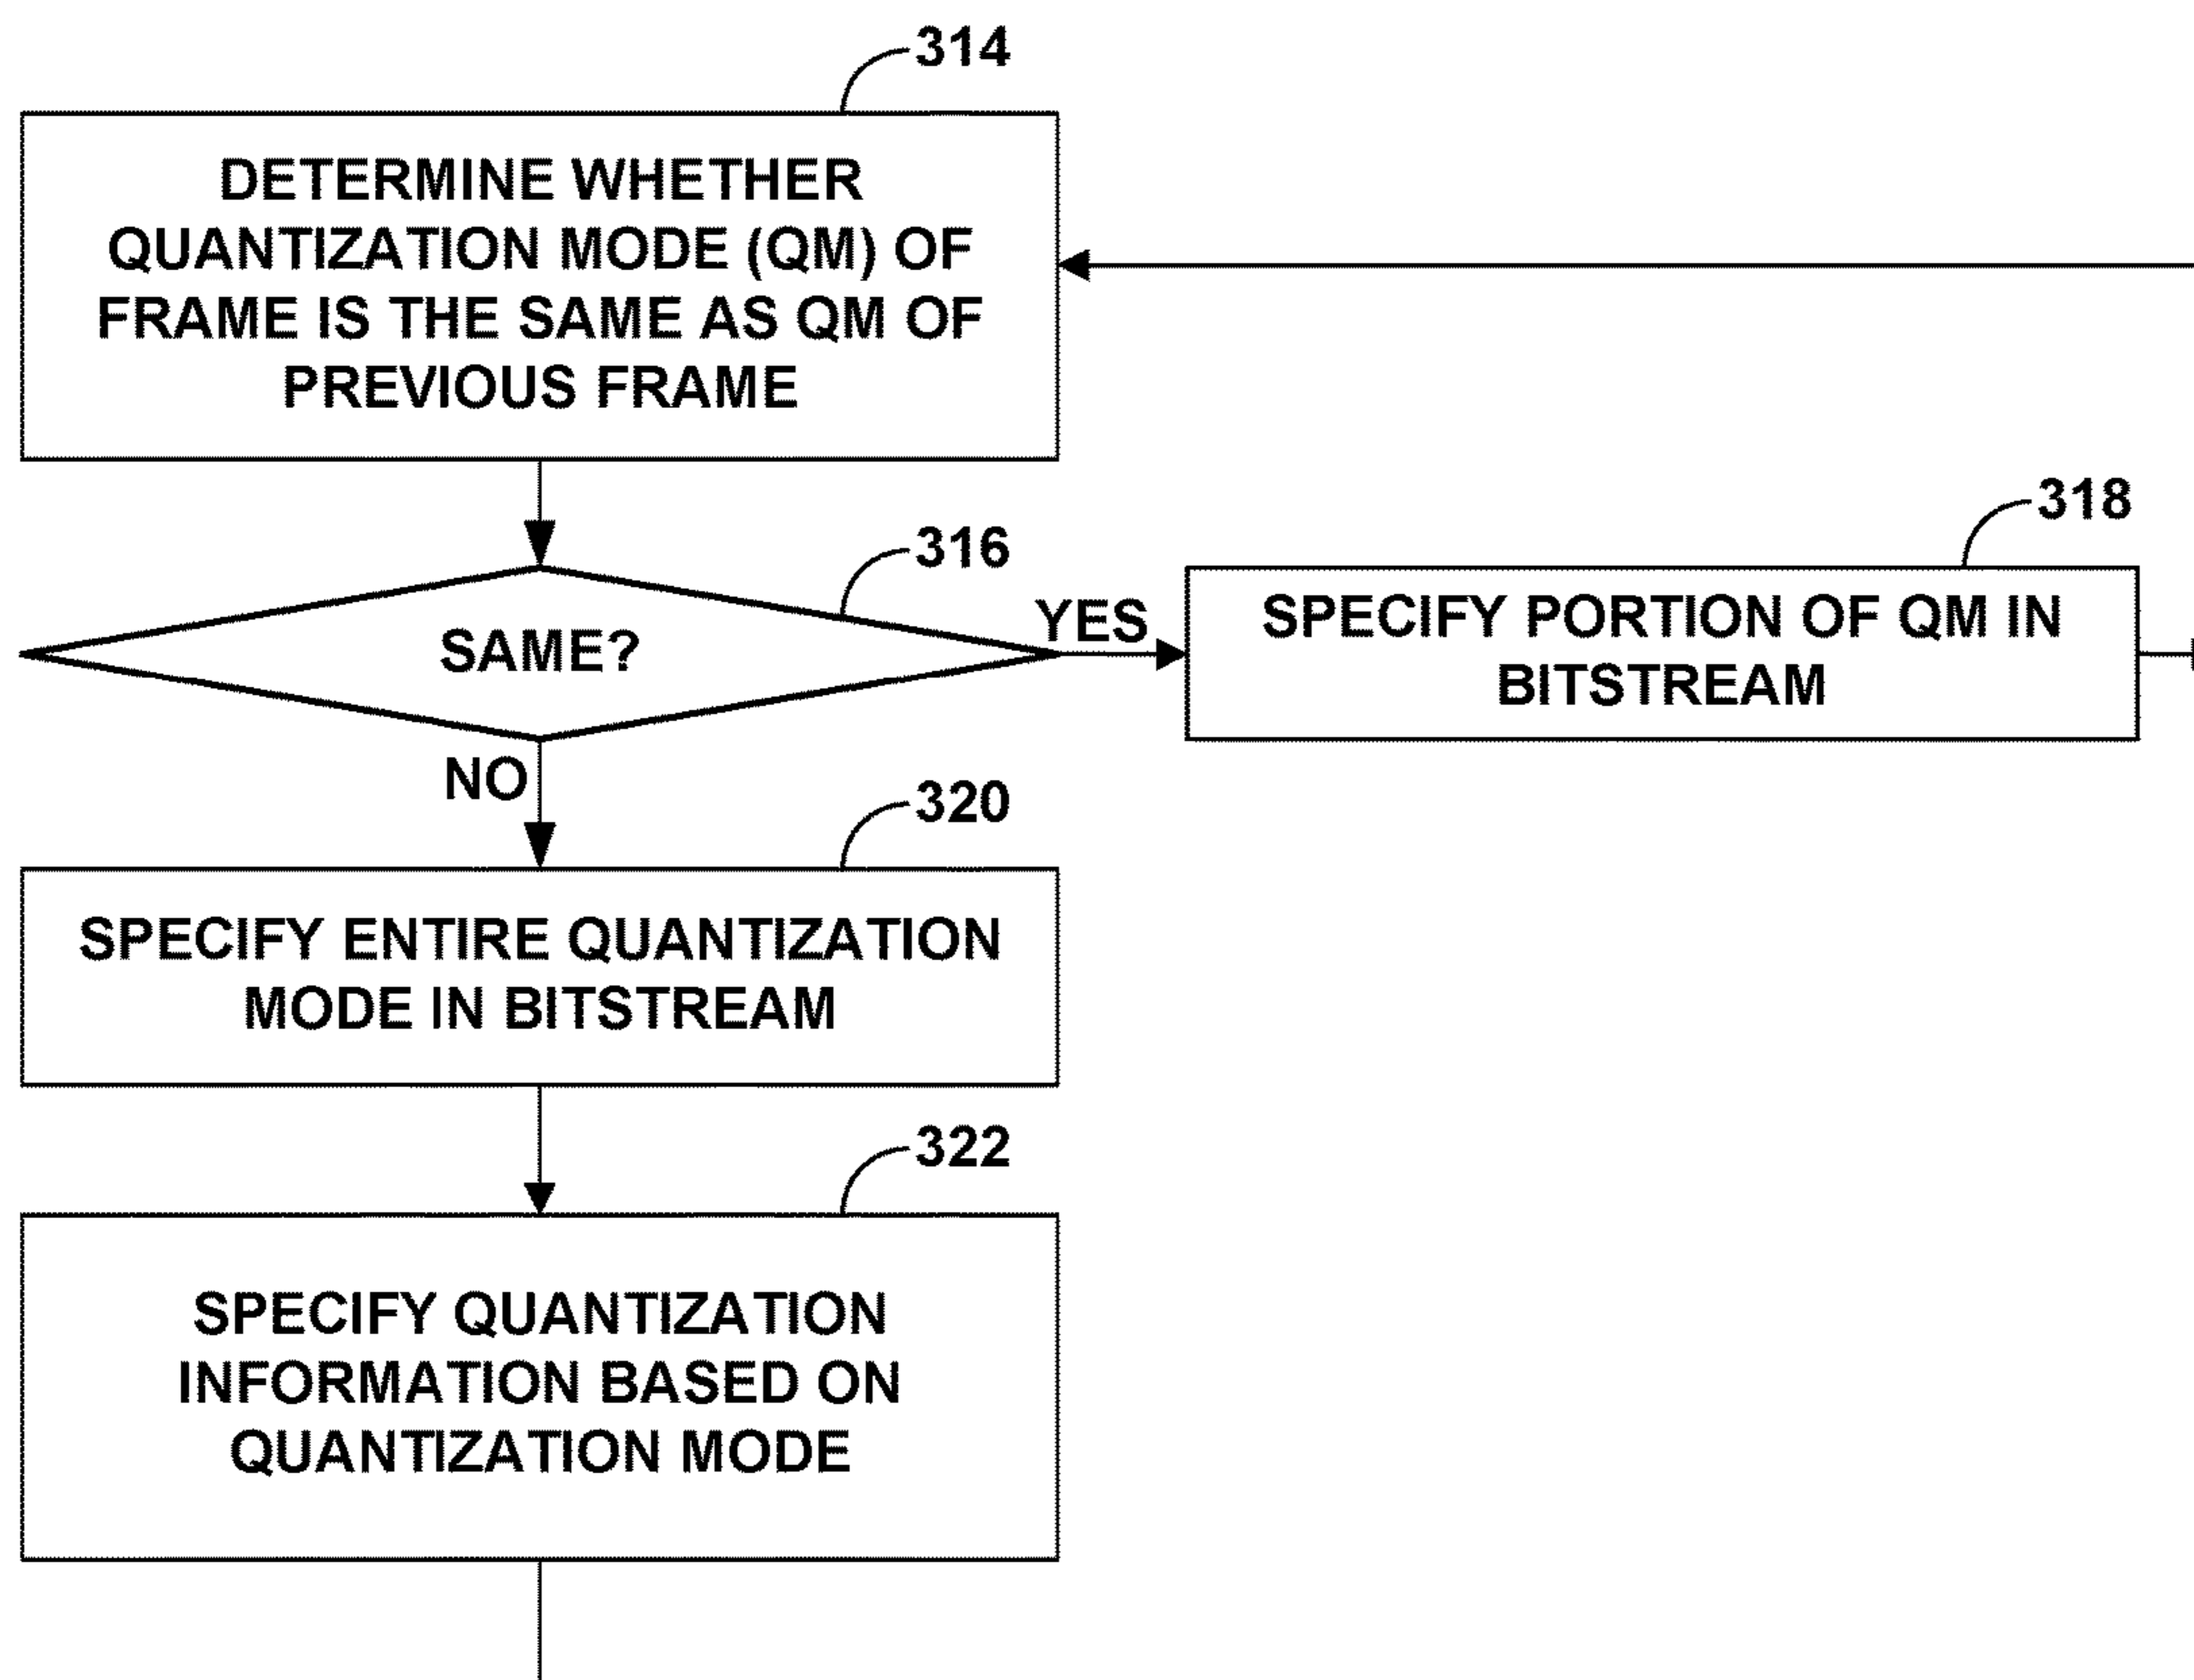 314
DETERMINE WHETHER
QUANTIZATION MODE (QM) OF
FRAME IS THE SAME AS QM OF
PREVIOUS FRAME
316
SAME?
YES
318
SPECIFY PORTION OF QM IN
BITSTREAM
NO
320
SPECIFY ENTIRE QUANTIZATION
MODE IN BITSTREAM
322
SPECIFY QUANTIZATION
INFORMATION BASED ON
QUANTIZATION MODE